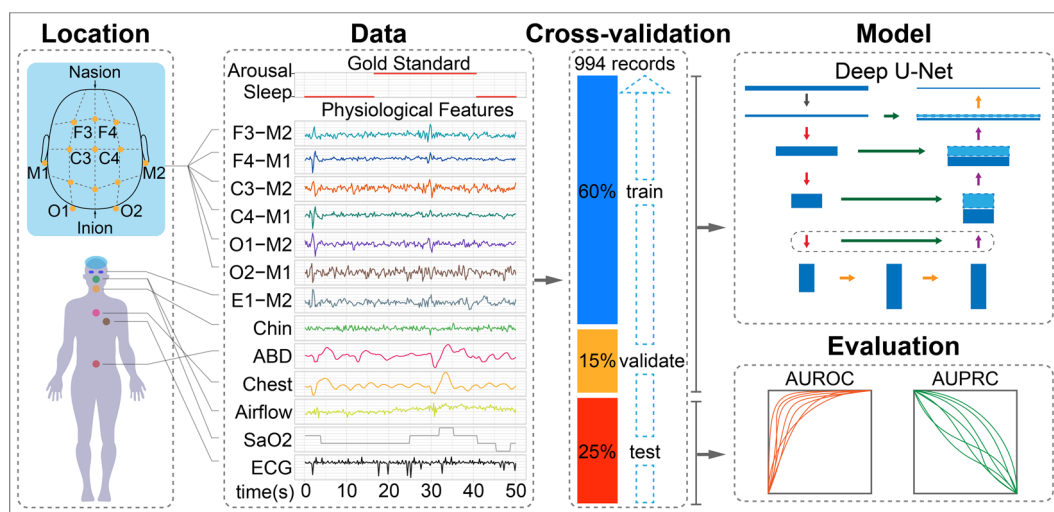 Location
Nasion
F3 F4
C3 C4
M1 M2
O1 O2
Inion
Data
Gold Standard
Arousal
Sleep
Physiological Features
F3-M2
F4-M1
C3-M2
C4-M1
O1-M2
O2-M1
E1-M2
Chin
ABD
Chest
Airflow
SaO2
ECG
time(s) 0 10 20 30 40 50
Cross-validation
994 records
60% train
15% validate
25% test
Model
Deep U-Net
Evaluation
AUROC AUPRC